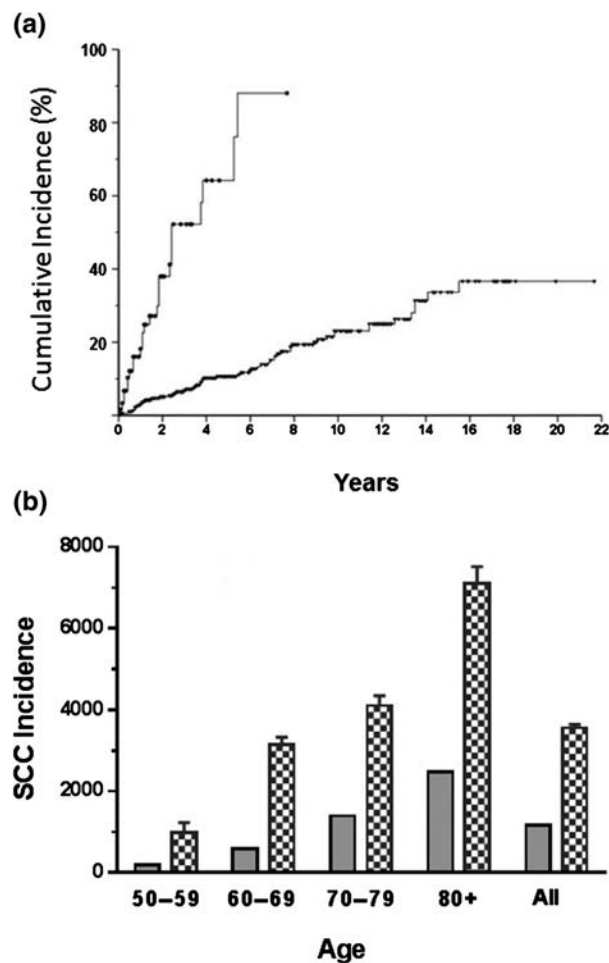 (a)
100
80
60
40
20
Cumulative Incidence (%)
0 2 4 6 8 10 12 14 16 18 20 22
Years
(b)
8000
6000
4000
2000
0
SCC Incidence
50–59 60–69 70–79 80+ All
Age